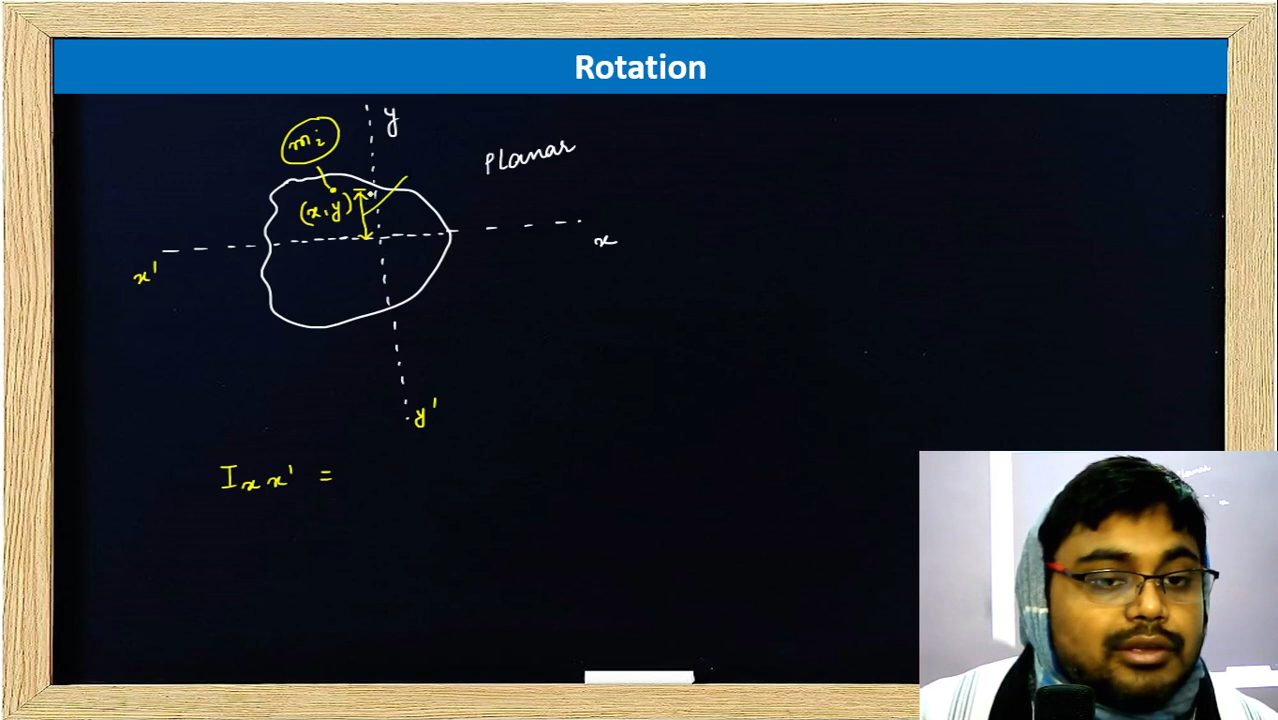 Rotation
y
mi
Planar
(x, y)
x
x'
y'
Ixx' =